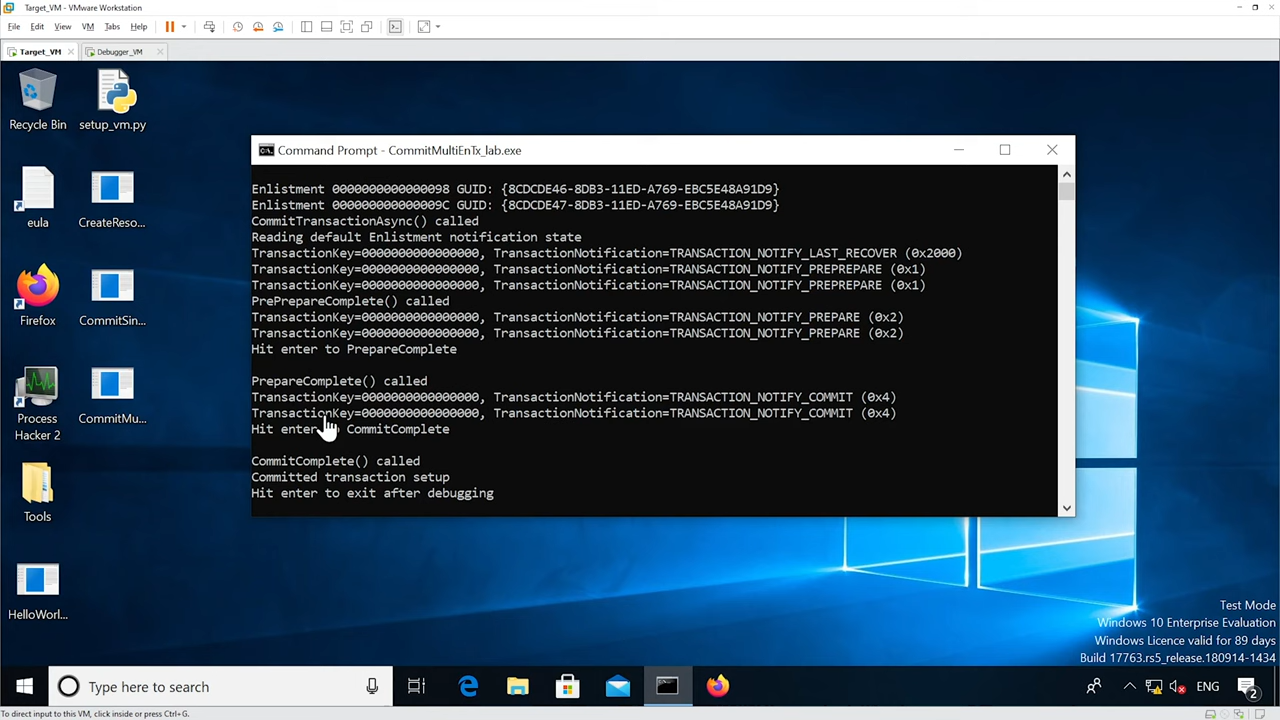 Target_VM - VMware Workstation
File Edit View VM Tabs Help
Target_VM Debugger_VM
Recycle Bin
setup_vm.py
eula
CreateReso...
Firefox
CommitSin...
Process
Hacker 2
CommitMu...
Tools
HelloWorl...
Command Prompt - CommitMultiEnTx_lab.exe
Enlistment 0000000000000098 GUID: {8CDCDE46-8DB3-11ED-A769-EBC5E48A91D9}
Enlistment 000000000000009C GUID: {8CDCDE47-8DB3-11ED-A769-EBC5E48A91D9}
CommitTransactionAsync() called
Reading default Enlistment notification state
TransactionKey=0000000000000000, TransactionNotification=TRANSACTION_NOTIFY_LAST_RECOVER (0x2000)
TransactionKey=0000000000000000, TransactionNotification=TRANSACTION_NOTIFY_PREPREPARE (0x1)
TransactionKey=0000000000000000, TransactionNotification=TRANSACTION_NOTIFY_PREPREPARE (0x1)
PrePrepareComplete() called
TransactionKey=0000000000000000, TransactionNotification=TRANSACTION_NOTIFY_PREPARE (0x2)
TransactionKey=0000000000000000, TransactionNotification=TRANSACTION_NOTIFY_PREPARE (0x2)
Hit enter to PrepareComplete
PrepareComplete() called
TransactionKey=0000000000000000, TransactionNotification=TRANSACTION_NOTIFY_COMMIT (0x4)
TransactionKey=0000000000000000, TransactionNotification=TRANSACTION_NOTIFY_COMMIT (0x4)
Hit enter CommitComplete
CommitComplete() called
Committed transaction setup
Hit enter to exit after debugging
Test Mode
Windows 10 Enterprise Evaluation
Windows Licence valid for 89 days
Build 17763.rs5_release.180914-1434
Type here to search
ENG
2
To direct input to this VM, click inside or press Ctrl+G.